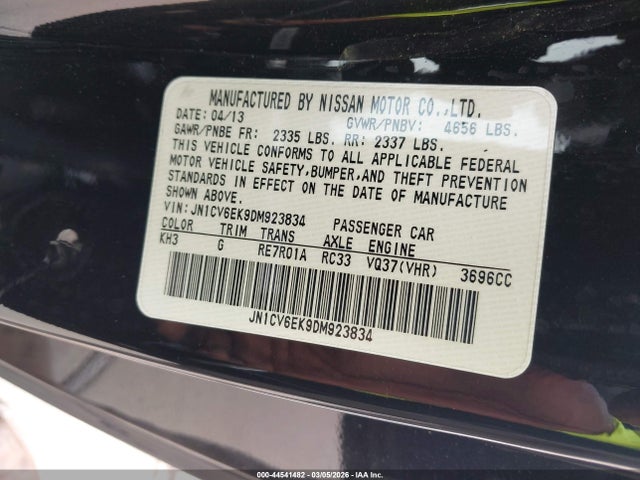 MANUFACTURED BY NISSAN MOTOR CO.,LTD.
DATE: 04/13 GVWR/PNBV: 4656 LBS.
GAWR/PNBE FR: 2335 LBS. RR: 2337 LBS.
THIS VEHICLE CONFORMS TO ALL APPLICABLE FEDERAL
MOTOR VEHICLE SAFETY,BUMPER,AND THEFT PREVENTION
STANDARDS IN EFFECT ON THE DATE OF MANUFACTURE
SHOWN ABOVE.
VIN: JN1CV6EK9DM923834 PASSENGER CAR
COLOR TRIM TRANS AXLE ENGINE
KH3 G RE7R01A RC33 VQ37(VHR) 3696CC
JN1CV6EK9DM923834
000-44541482 - 03/05/2026 - IAA Inc.